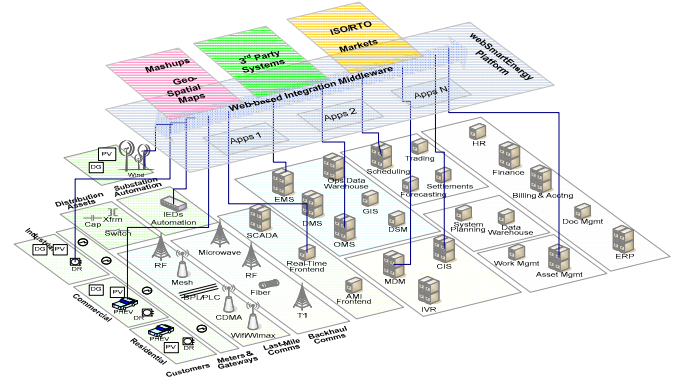 ISO/RTO
Markets
3rd Party
Systems
Mashups
Geo-
Spatial
Maps
webSmartEnergy
Platform
Web-based Integration Middleware
Apps 1
Apps 2
Apps N
PV
DG
Wind
Substation
Automation
Distribution
Assets
IEDs
Automation
Cap
Xfrm
Switch
EMS
Ops Data
Warehouse
Scheduling
Trading
HR
Finance
Billing & Acctng
Forecasting
Settlements
DMS
GIS
OMS
DSM
SCADA
System
Planning
Data
Warehouse
Doc Mgmt
ERP
Work Mgmt
Asset Mgmt
CIS
MDM
IVR
Real-Time
Frontend
AMI
Frontend
Microwave
RF
RF
Mesh
Fiber
BPL/PLC
CDMA
Wifi/Wimax
T1
Industrial
DG
PV
DR
Commercial
DG
PV
PHEV
DR
Residential
PHEV
PV
DR
Customers
Meters &
Gateways
Last-Mile
Comms
Backhaul
Comms